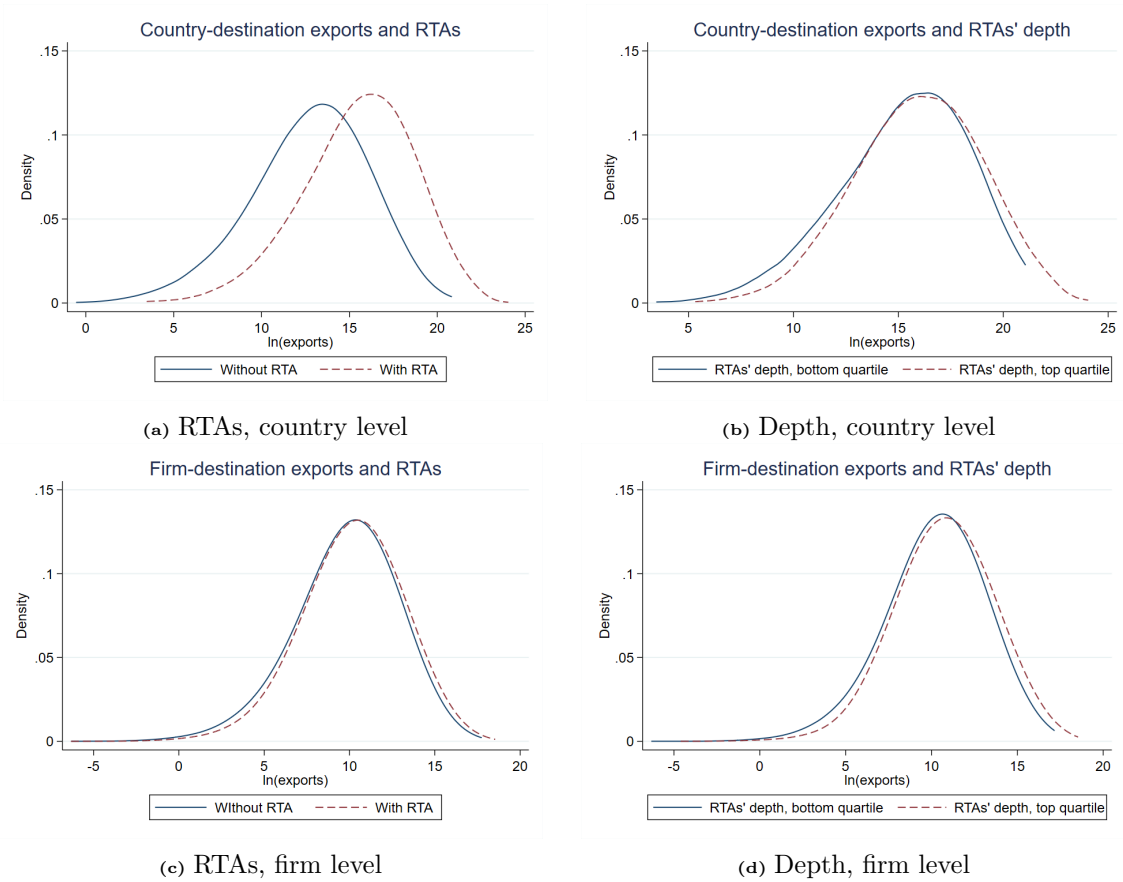 Country-destination exports and RTAs
.15
.1
.05
0
Density
0 5 10 15 20 25
ln(exports)
Without RTA With RTA
(a) RTAs, country level
Country-destination exports and RTAs' depth
.15
.1
.05
0
Density
5 10 15 20 25
ln(exports)
RTAs' depth, bottom quartile RTAs' depth, top quartile
(b) Depth, country level
Firm-destination exports and RTAs
.15
.1
.05
0
Density
-5 0 5 10 15 20
ln(exports)
WIthout RTA With RTA
(c) RTAs, firm level
Firm-destination exports and RTAs' depth
.15
.1
.05
0
Density
-5 0 5 10 15 20
ln(exports)
RTAs' depth, bottom quartile RTAs' depth, top quartile
(d) Depth, firm level